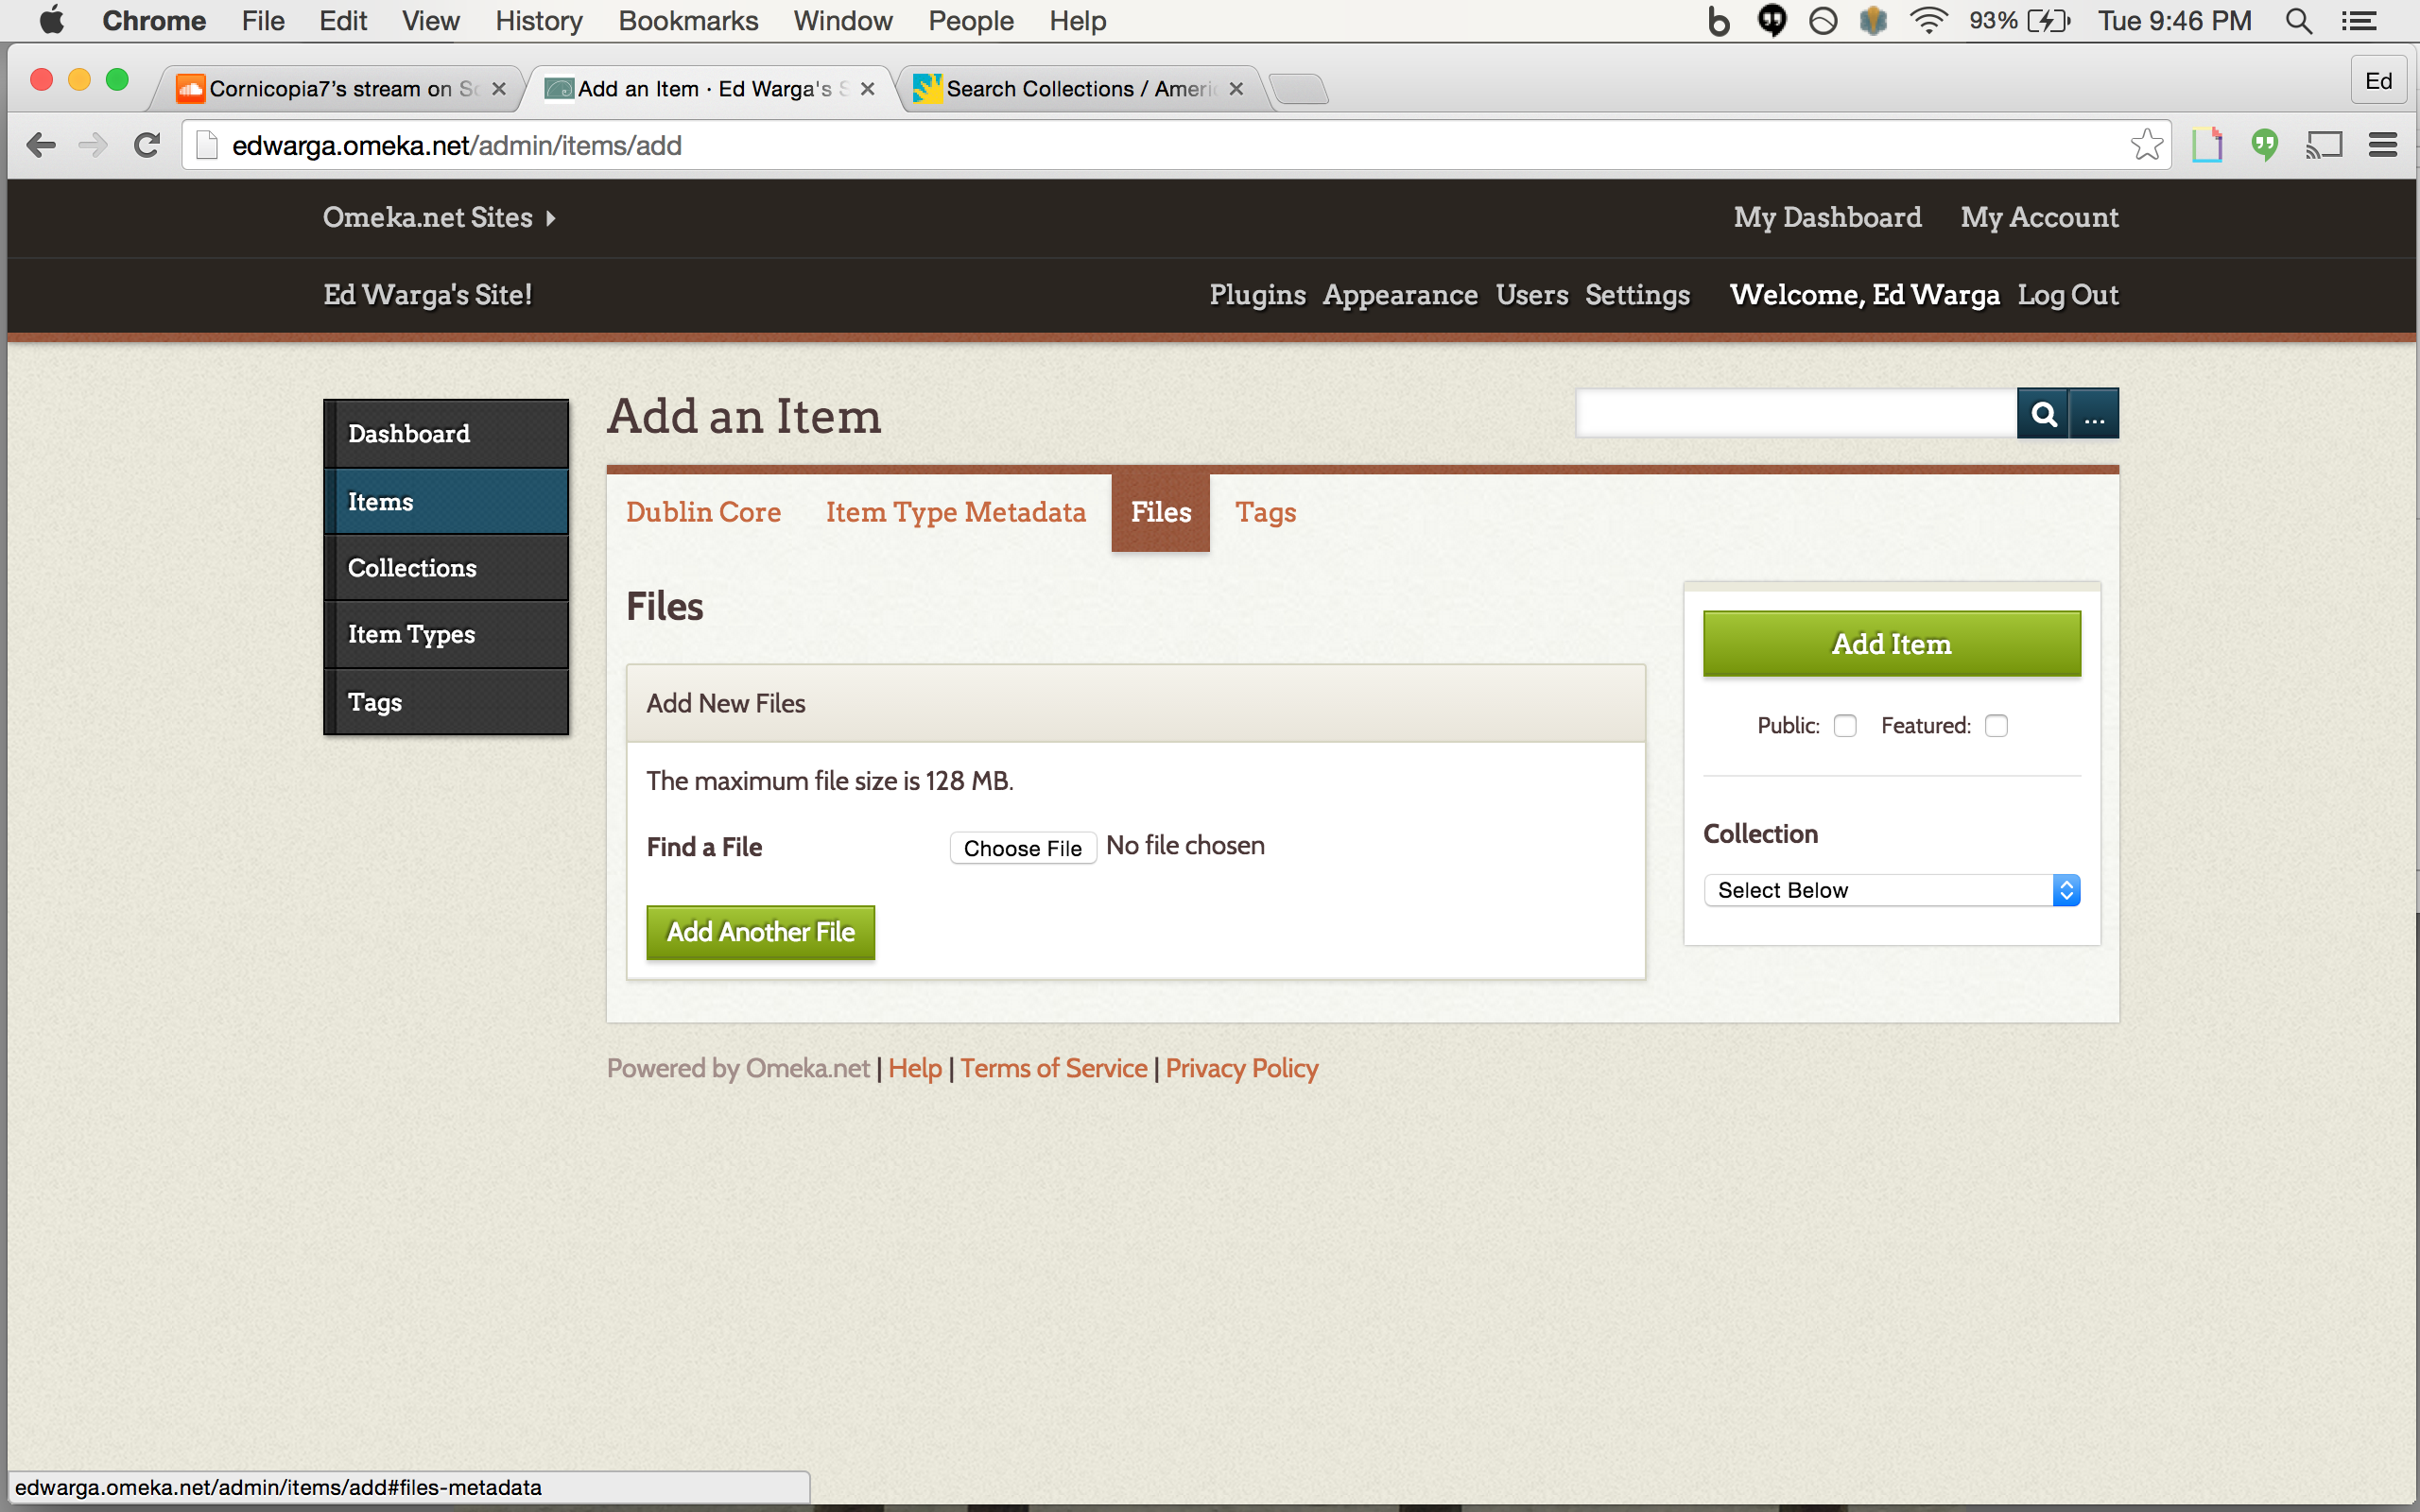 Chrome File Edit View History Bookmarks Window People Help 93% Tue 9:46 PM
Cornicopia7's stream on So Add an Item · Ed Warga's S Search Collections / Ameri Ed
edwarga.omeka.net/admin/items/add
Omeka.net Sites My Dashboard My Account
Ed Warga's Site! Plugins Appearance Users Settings Welcome, Ed Warga Log Out
Dashboard
Items
Collections
Item Types
Tags
Add an Item
...
Dublin Core Item Type Metadata Files Tags
Files
Add New Files
The maximum file size is 128 MB.
Find a File Choose File No file chosen
Add Another File
Add Item
Public: Featured:
Collection
Select Below
Powered by Omeka.net | Help | Terms of Service | Privacy Policy
edwarga.omeka.net/admin/items/add#files-metadata